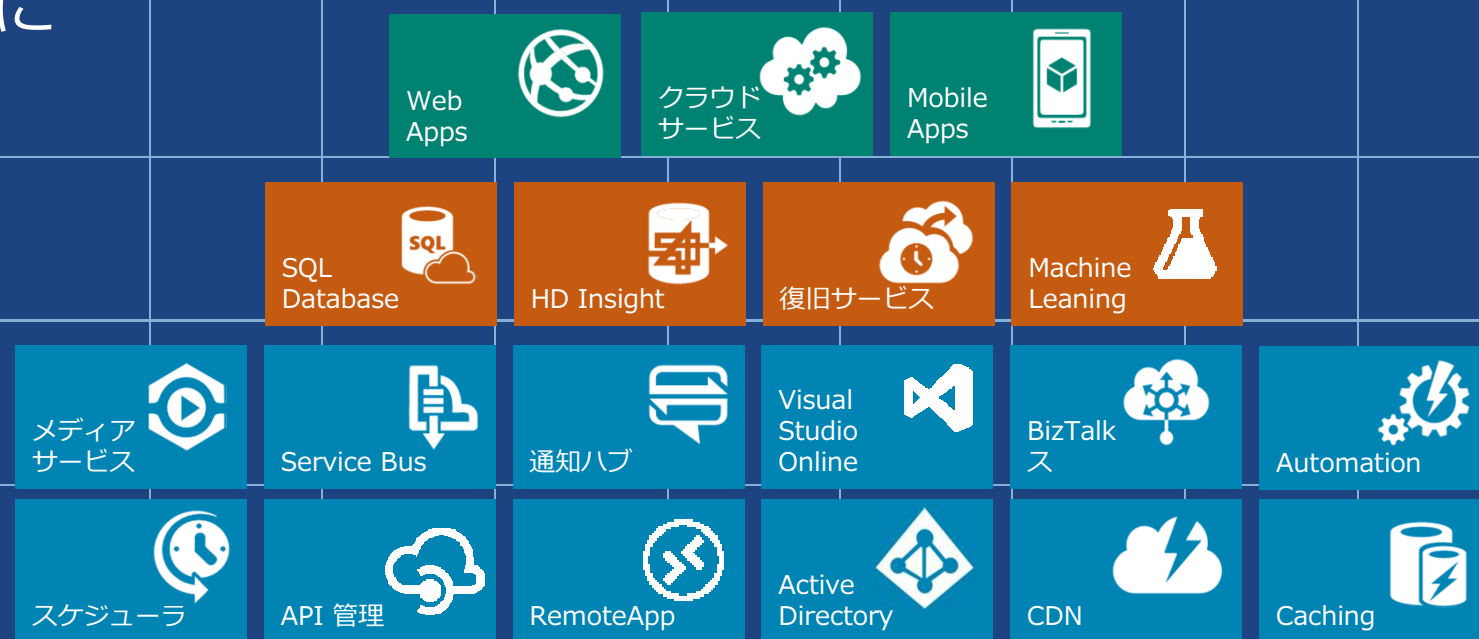 に
Web
Apps
クラウド
サービス
Mobile
Apps
SQL
SQL
Database
HD Insight
復旧サービス
Machine
Leaning
メディア
サービス
Service Bus
通知ハブ
Visual
Studio
Online
BizTalk
ス
Automation
スケジューラ
API 管理
RemoteApp
Active
Directory
CDN
Caching